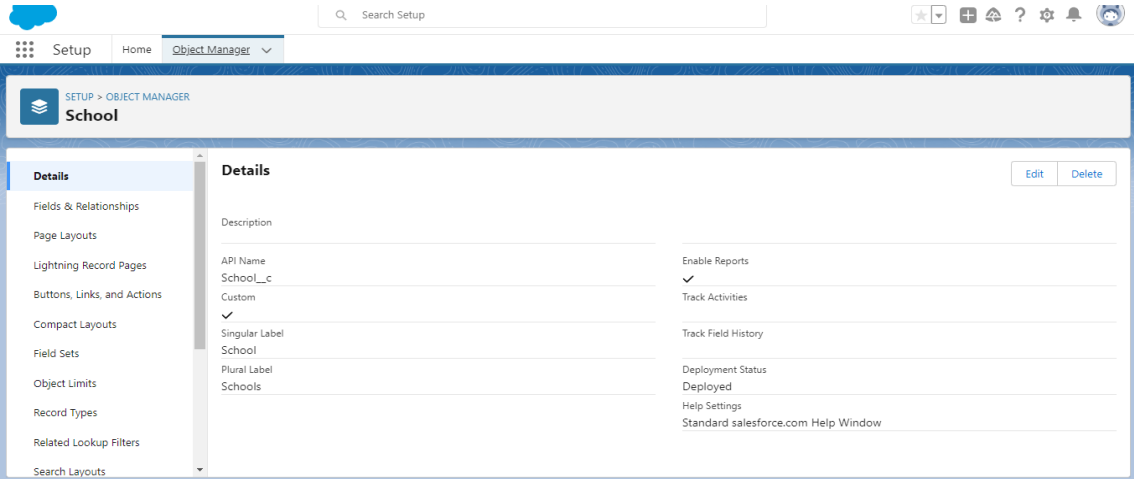 Search Setup
Setup
Home
Object Manager
SETUP > OBJECT MANAGER
School
Details
Fields & Relationships
Page Layouts
Lightning Record Pages
Buttons, Links, and Actions
Compact Layouts
Field Sets
Object Limits
Record Types
Related Lookup Filters
Search Layouts
Details
Edit
Delete
Description
API Name
School__c
Custom
Singular Label
School
Plural Label
Schools
Enable Reports
Track Activities
Track Field History
Deployment Status
Deployed
Help Settings
Standard salesforce.com Help Window